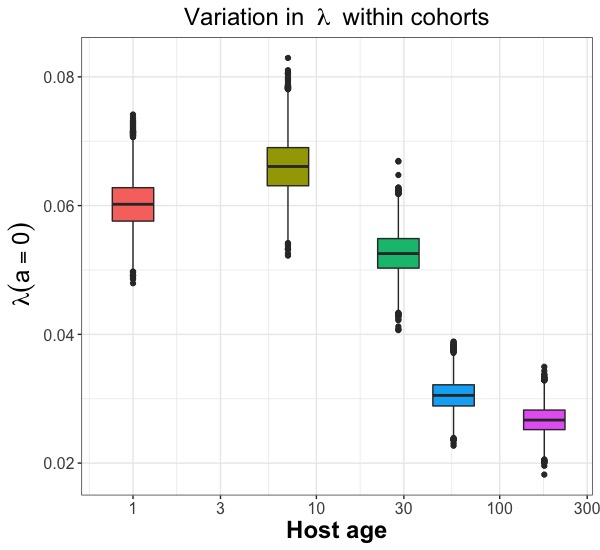 Variation in λ within cohorts
0.08
0.06
0.04
0.02
λ(a = 0)
1 3 10 30 100 300
Host age